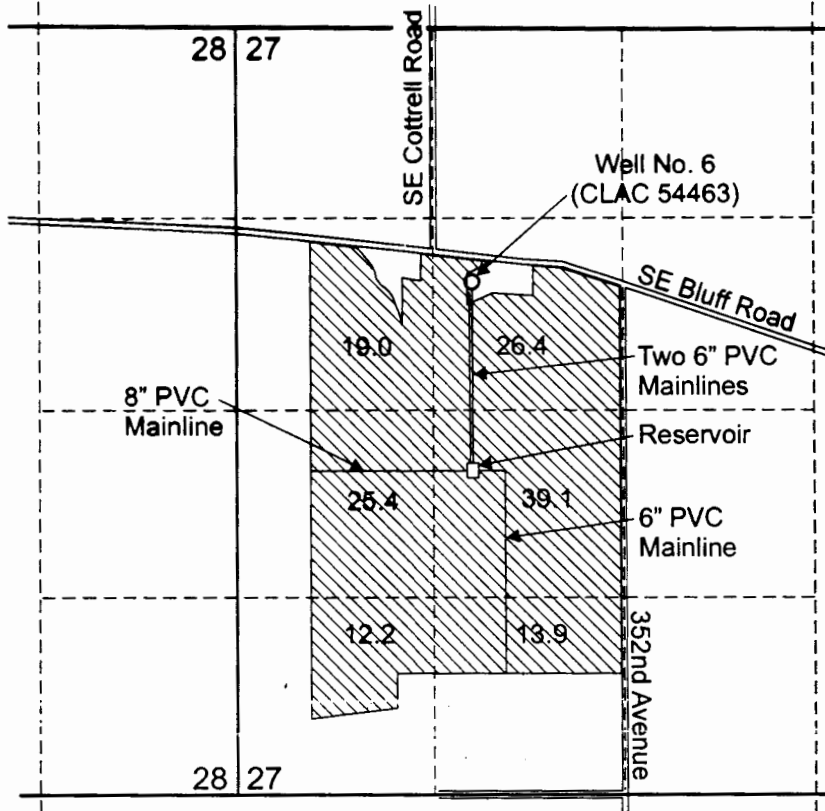 28 27
SE Cottrell Road
Well No. 6
(CLAC 54463)
SE Bluff Road
19.0
26.4
Two 6" PVC
Mainlines
8" PVC
Mainline
Reservoir
25.4
39.1
6" PVC
Mainline
12.2
13.9
352nd Avenue
28 27